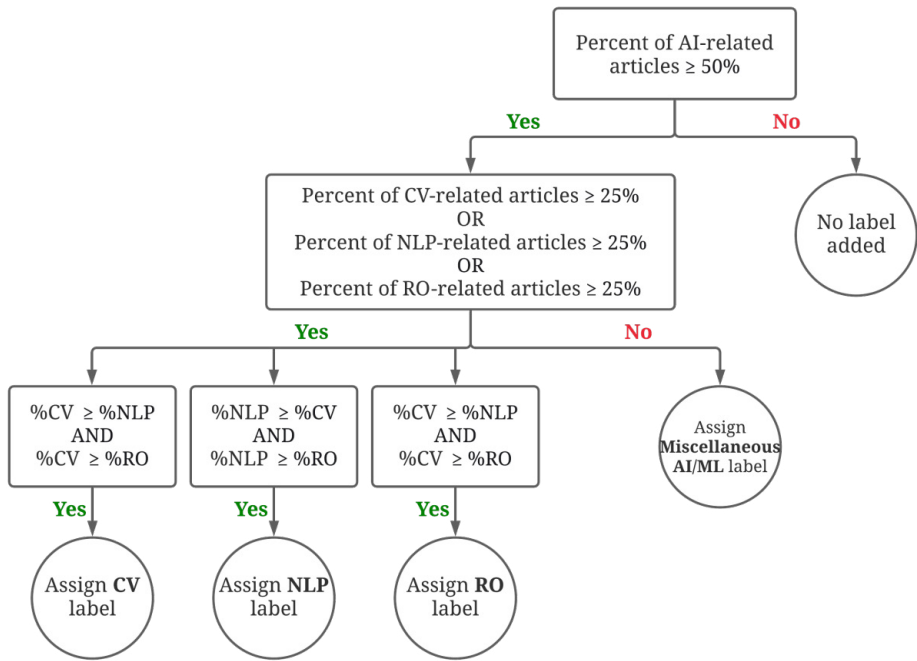 Percent of AI-related
articles ≥ 50%
Yes
No
Percent of CV-related articles ≥ 25%
OR
Percent of NLP-related articles ≥ 25%
OR
Percent of RO-related articles ≥ 25%
No label
added
Yes
No
%CV ≥ %NLP
AND
%CV ≥ %RO
%NLP ≥ %CV
AND
%NLP ≥ %RO
%CV ≥ %NLP
AND
%CV ≥ %RO
Assign
Miscellaneous
AI/ML label
Yes
Yes
Yes
Assign CV
label
Assign NLP
label
Assign RO
label